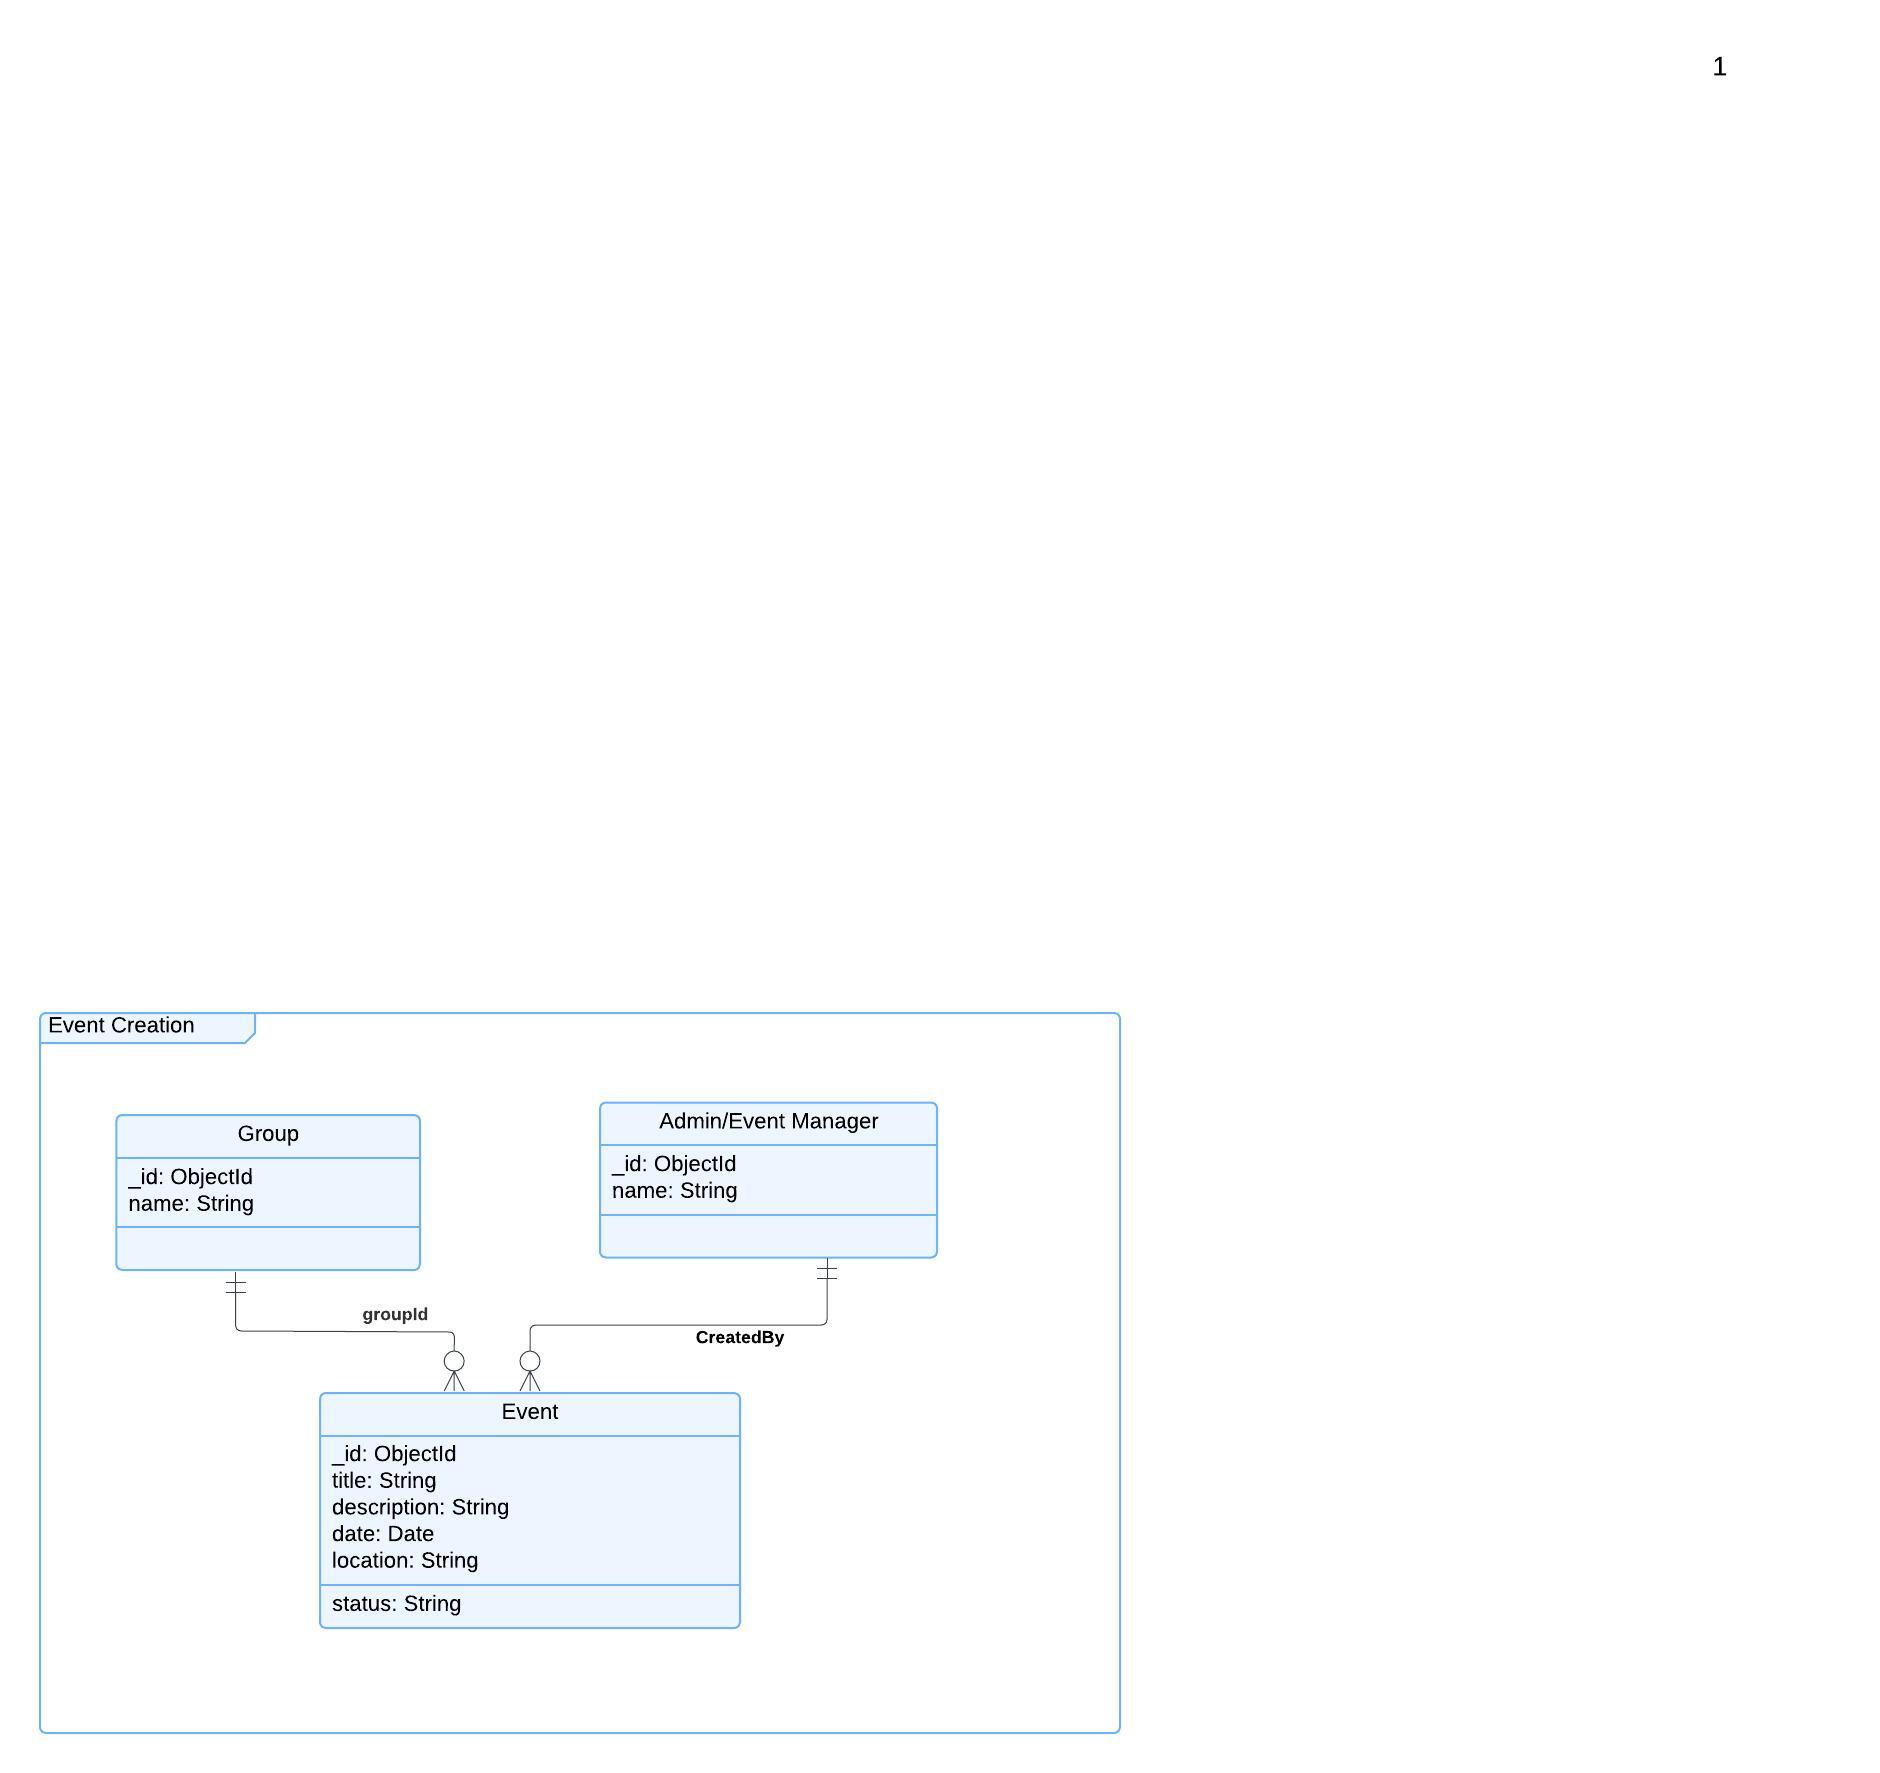 1
Event Creation
Group
_id: ObjectId
name: String
Admin/Event Manager
_id: ObjectId
name: String
groupId
CreatedBy
Event
_id: ObjectId
title: String
description: String
date: Date
location: String
status: String